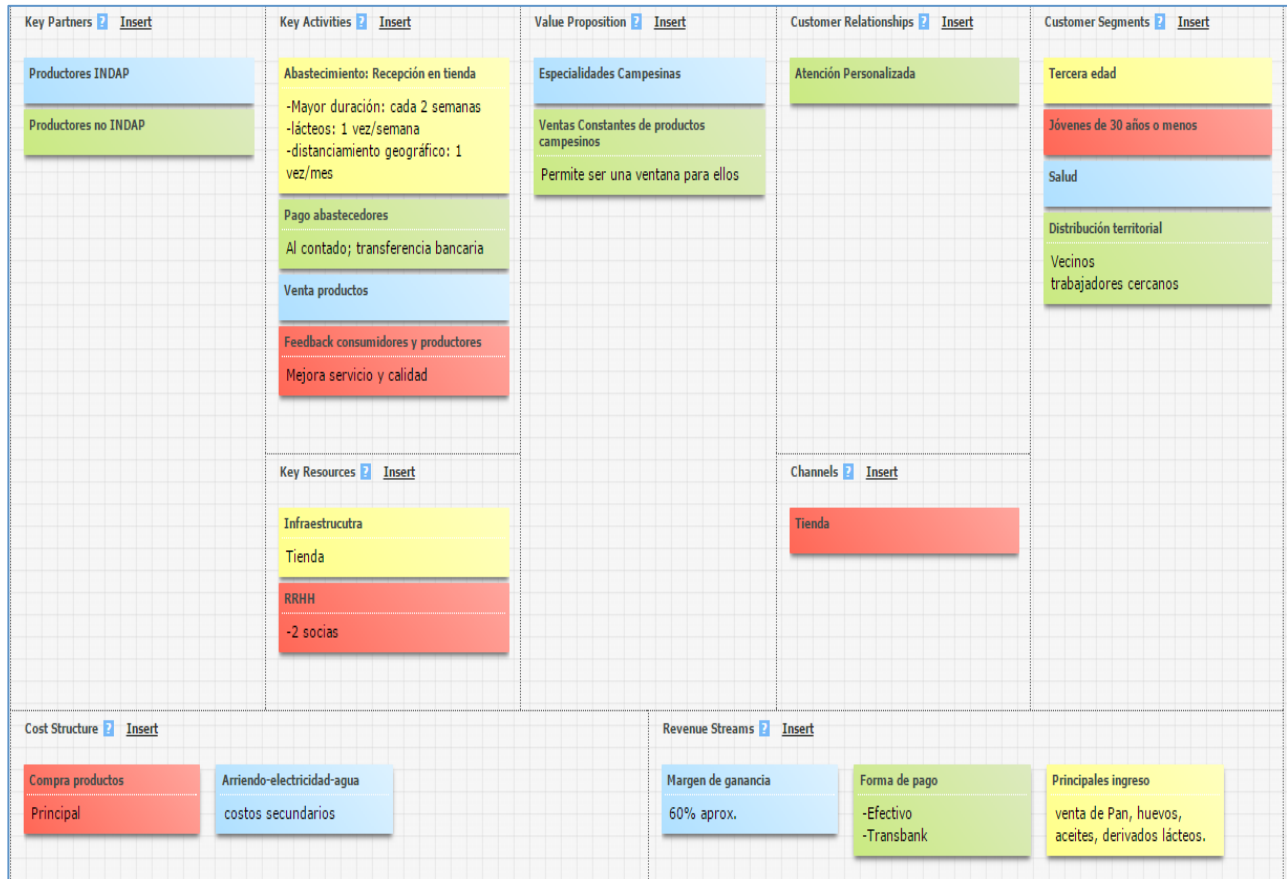 Key Partners ? Insert
Productores INDAP
Productores no INDAP
Key Activities ? Insert
Abastecimiento: Recepción en tienda
-Mayor duración: cada 2 semanas
-lácteos: 1 vez/semana
-distanciamiento geográfico: 1
vez/mes
Pago abastecedores
Al contado; transferencia bancaria
Venta productos
Feedback consumidores y productores
Mejora servicio y calidad
Key Resources ? Insert
Infraestrucutra
Tienda
RRHH
-2 socias
Value Proposition ? Insert
Especialidades Campesinas
Ventas Constantes de productos
campesinos
Permite ser una ventana para ellos
Customer Relationships ? Insert
Atención Personalizada
Channels ? Insert
Tienda
Customer Segments ? Insert
Tercera edad
Jóvenes de 30 años o menos
Salud
Distribución territorial
Vecinos
trabajadores cercanos
Cost Structure ? Insert
Compra productos
Principal
Arriendo-electricidad-agua
costos secundarios
Revenue Streams ? Insert
Margen de ganancia
60% aprox.
Forma de pago
-Efectivo
-Transbank
Principales ingreso
venta de Pan, huevos,
aceites, derivados lácteos.